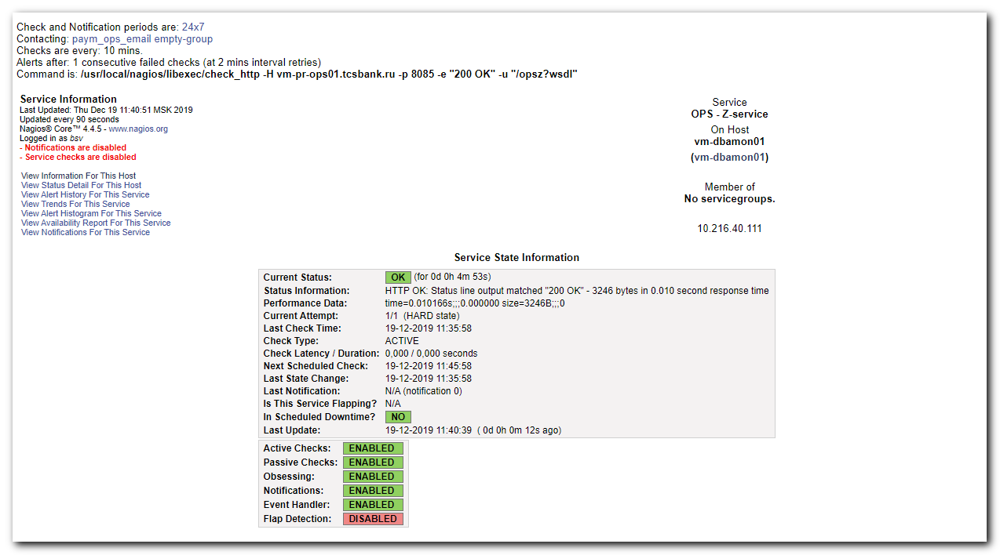 Check and Notification periods are: 24x7
Contacting: paym_ops_email empty-group
Checks are every: 10 mins.
Alerts after: 1 consecutive failed checks (at 2 mins interval retries)
Command is: /usr/local/nagios/libexec/check_http -H vm-pr-ops01.tcsbank.ru -p 8085 -e "200 OK" -u "/opsz?wsdl"
Service Information
Last Updated: Thu Dec 19 11:40:51 MSK 2019
Updated every 90 seconds
Nagios® Core™ 4.4.5 - www.nagios.org
Logged in as bsv
- Notifications are disabled
- Service checks are disabled
View Information For This Host
View Status Detail For This Host
View Alert History For This Service
View Trends For This Service
View Alert Histogram For This Service
View Availability Report For This Service
View Notifications For This Service
Service
OPS - Z-service
On Host
vm-dbamon01
(vm-dbamon01)
Member of
No servicegroups.
10.216.40.111
Service State Information
Current Status: OK (for 0d 0h 4m 53s)
Status Information: HTTP OK: Status line output matched "200 OK" - 3246 bytes in 0.010 second response time
Performance Data: time=0.010166s;;;0.000000 size=3246B;;;0
Current Attempt: 1/1 (HARD state)
Last Check Time: 19-12-2019 11:35:58
Check Type: ACTIVE
Check Latency / Duration: 0,000 / 0,000 seconds
Next Scheduled Check: 19-12-2019 11:45:58
Last State Change: 19-12-2019 11:35:58
Last Notification: N/A (notification 0)
Is This Service Flapping? N/A
In Scheduled Downtime? NO
Last Update: 19-12-2019 11:40:39 ( 0d 0h 0m 12s ago)
Active Checks: ENABLED
Passive Checks: ENABLED
Obsessing: ENABLED
Notifications: ENABLED
Event Handler: ENABLED
Flap Detection: DISABLED